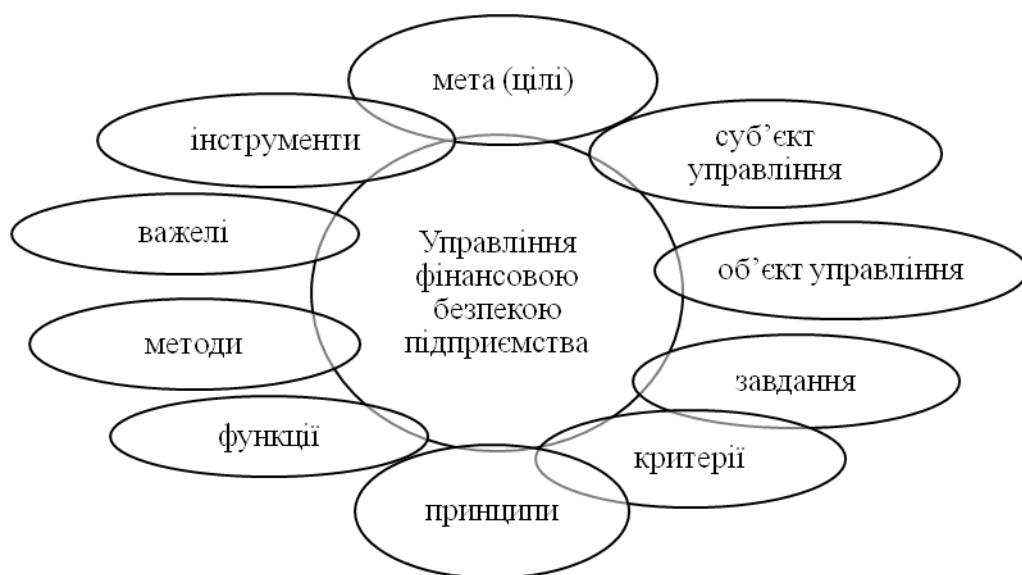 мета (цілі)
інструменти
суб’єкт
управління
важелі
Управління
фінансовою
безпекою
підприємства
об’єкт управління
методи
завдання
функції
критерії
принципи